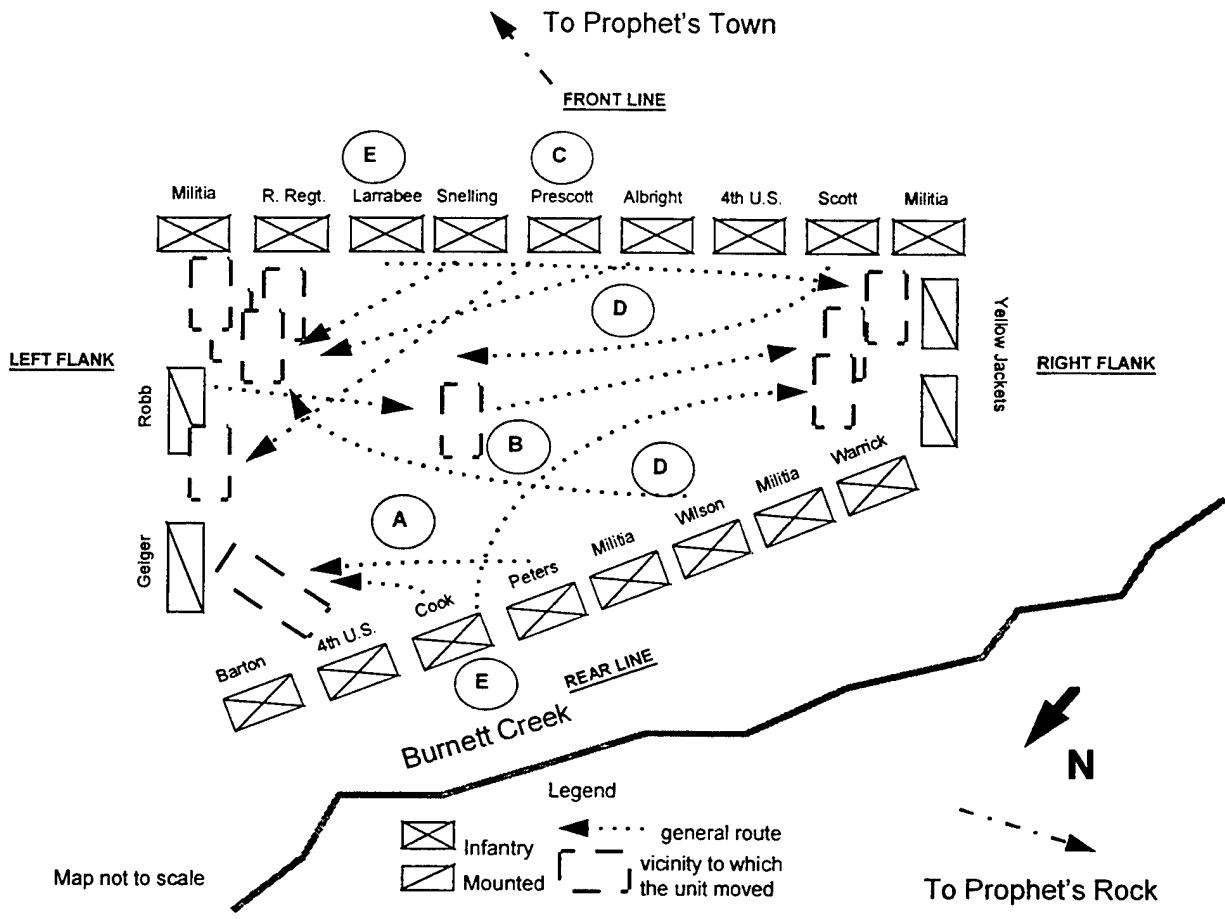 To Prophet's Town
FRONT LINE
E
C
Militia
R. Regt.
Larrabee
Snelling
Prescott
Albright
4th U.S.
Scott
Militia
D
Yellow Jackets
LEFT FLANK
RIGHT FLANK
Robb
B
D
Warrick
Militia
Wilson
A
Militia
Peters
Geiger
Cook
4th U.S.
Barton
E
REAR LINE
Burnett Creek
N
Legend
general route
Infantry
vicinity to which
the unit moved
Mounted
Map not to scale
To Prophet's Rock